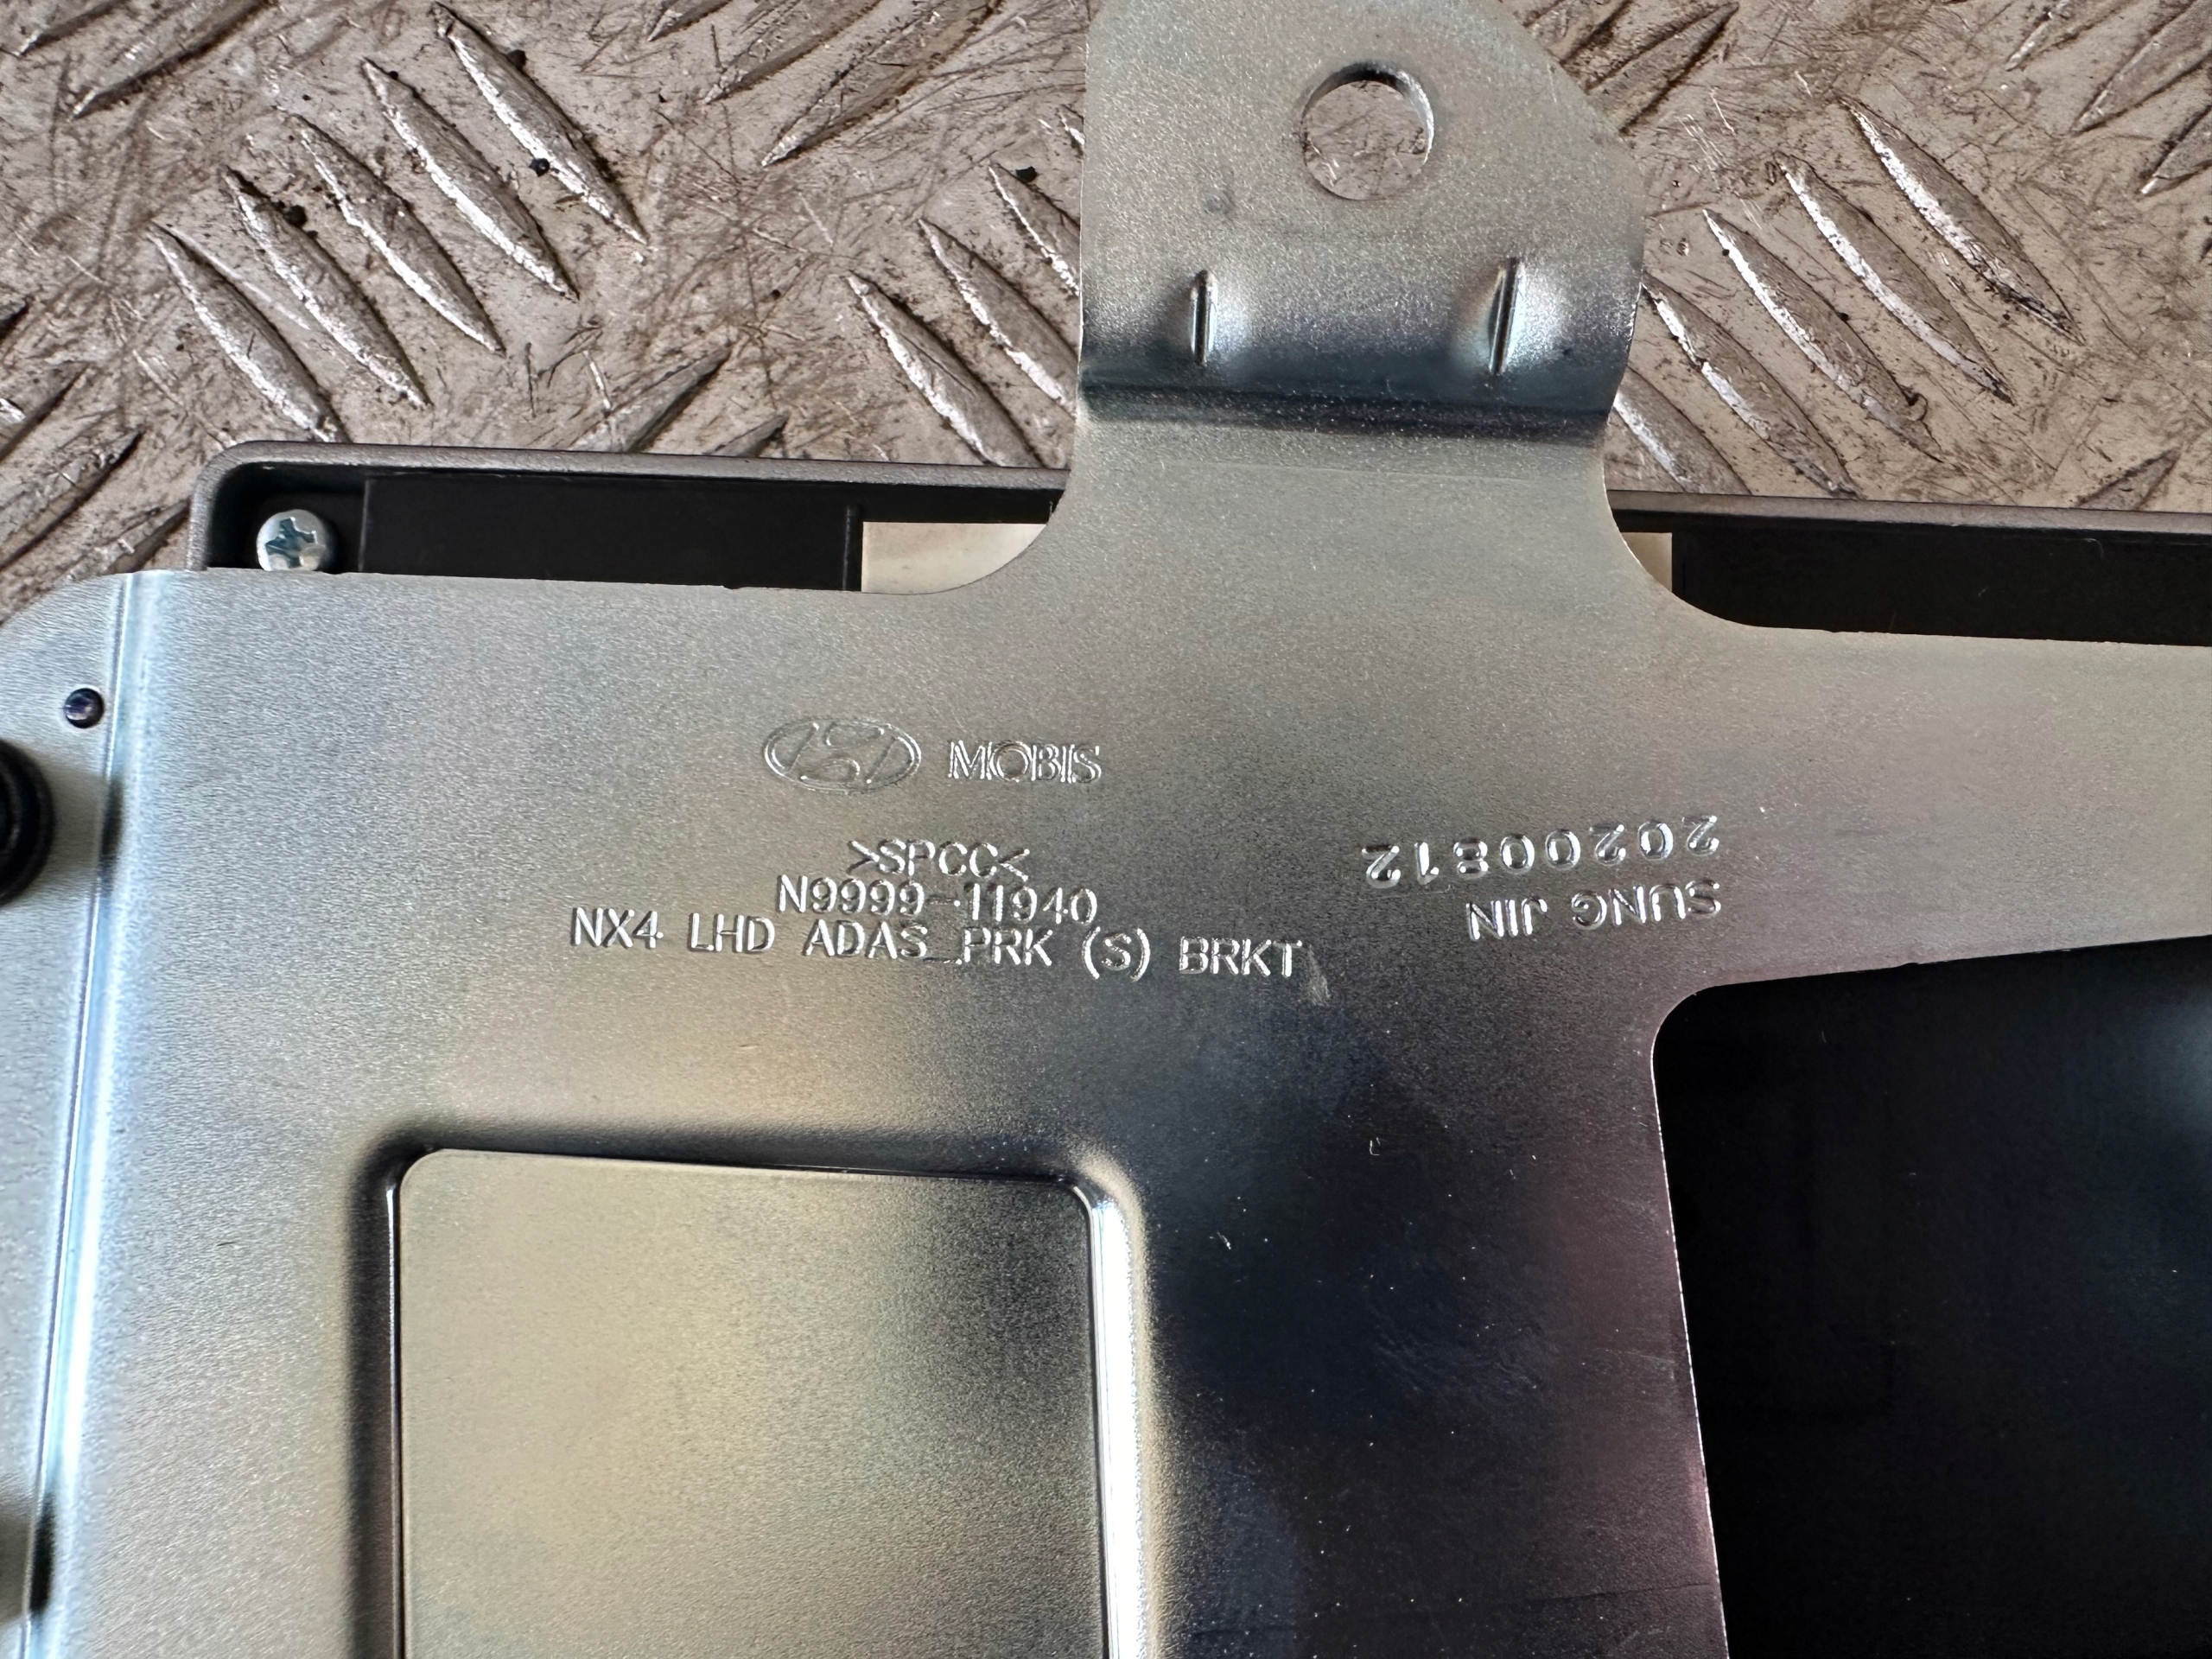 MOBIS
>SPCC<
N9999-11940
NX4 LHD ADAS_PRK (S) BRKT
SUNG JIN
20200812